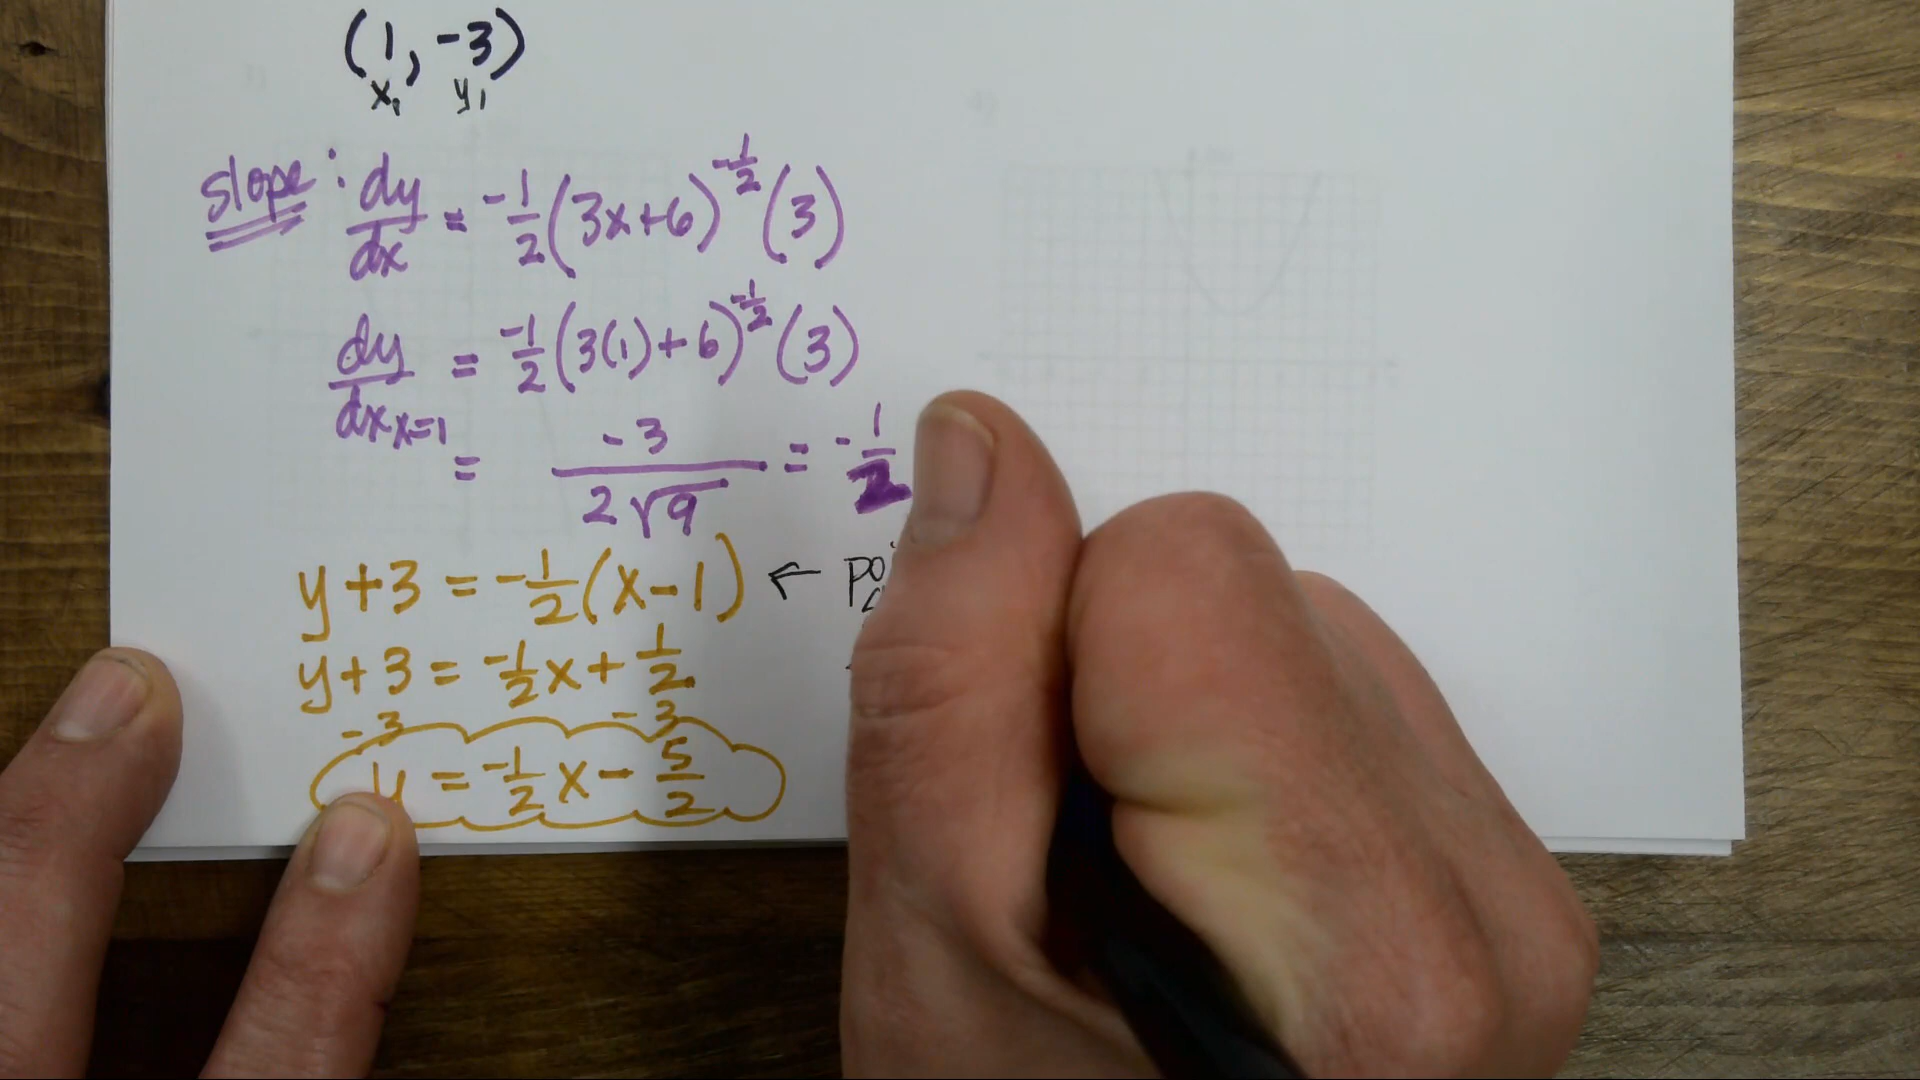 (1, -3)
x₁ y₁
slope: dy/dx = -1/2(3x+6)^(-1/2)(3)
dy/dx x=1 = -1/2(3(1)+6)^(-1/2)(3)
= -3/(2√9) = -1/2
y+3 = -1/2(x-1) ←
y+3 = -1/2x + 1/2
-3 -3
y = -1/2x - 5/2